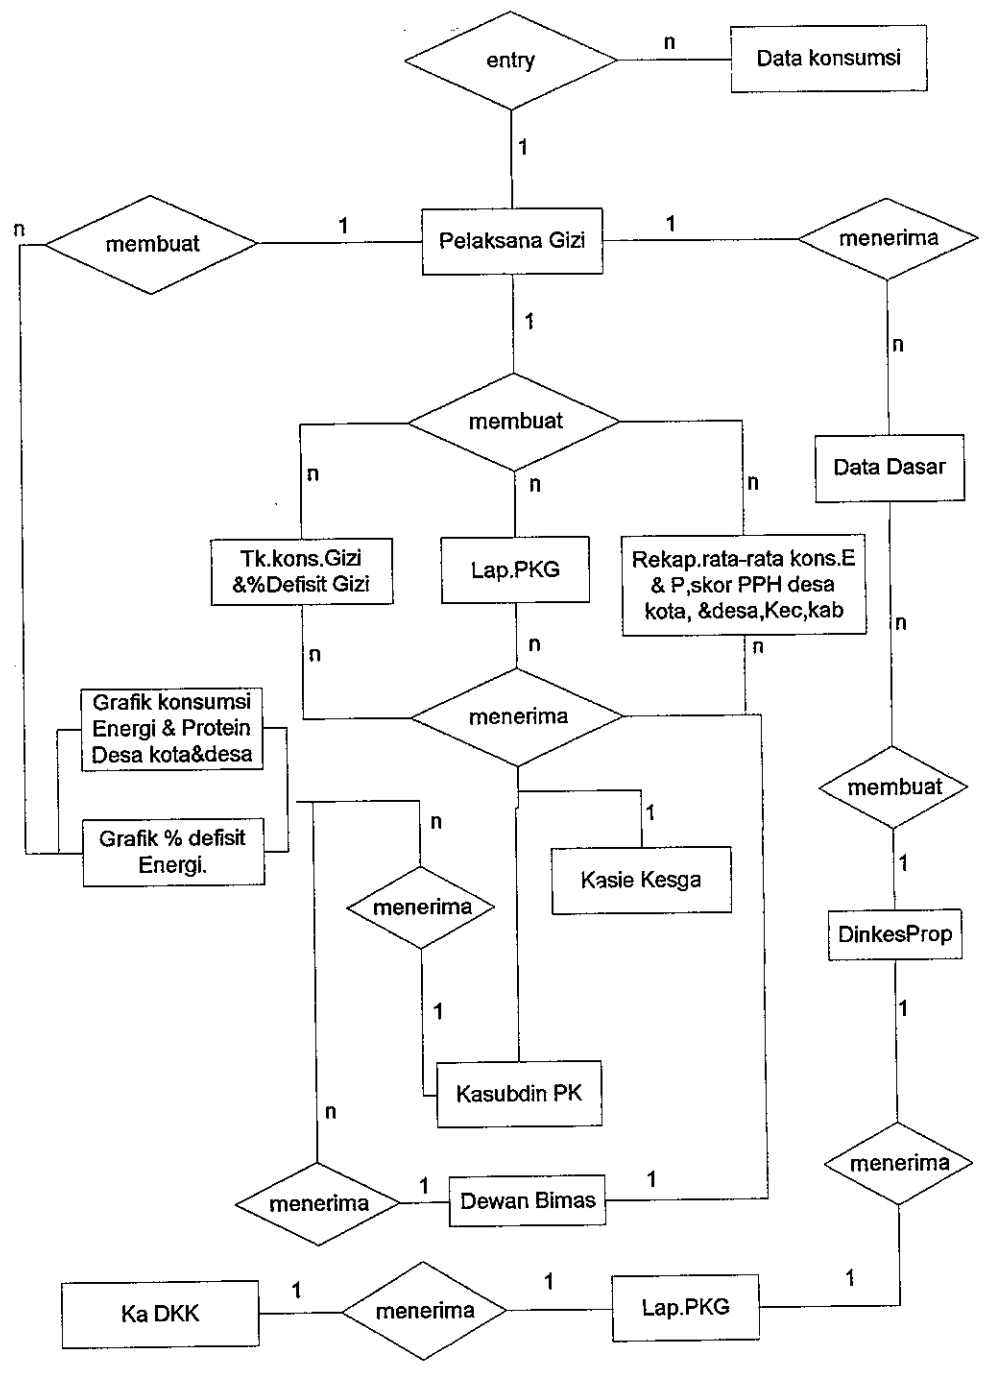 entry
n
Data konsumsi
1
n
membuat
1
Pelaksana Gizi
1
menerima
1
n
membuat
n
n
n
Data Dasar
Tk.kons.Gizi
&%Defisit Gizi
Lap.PKG
Rekap.rata-rata kons.E
& P,skor PPH desa
kota, &desa,Kec,kab
n
n
n
n
menerima
Grafik konsumsi
Energi & Protein
Desa kota&desa
membuat
Grafik % defisit
Energi.
n
1
1
Kasie Kesga
menerima
DinkesProp
1
1
Kasubdin PK
n
menerima
menerima
1
Dewan Bimas
1
Ka DKK
1
menerima
1
Lap.PKG
1